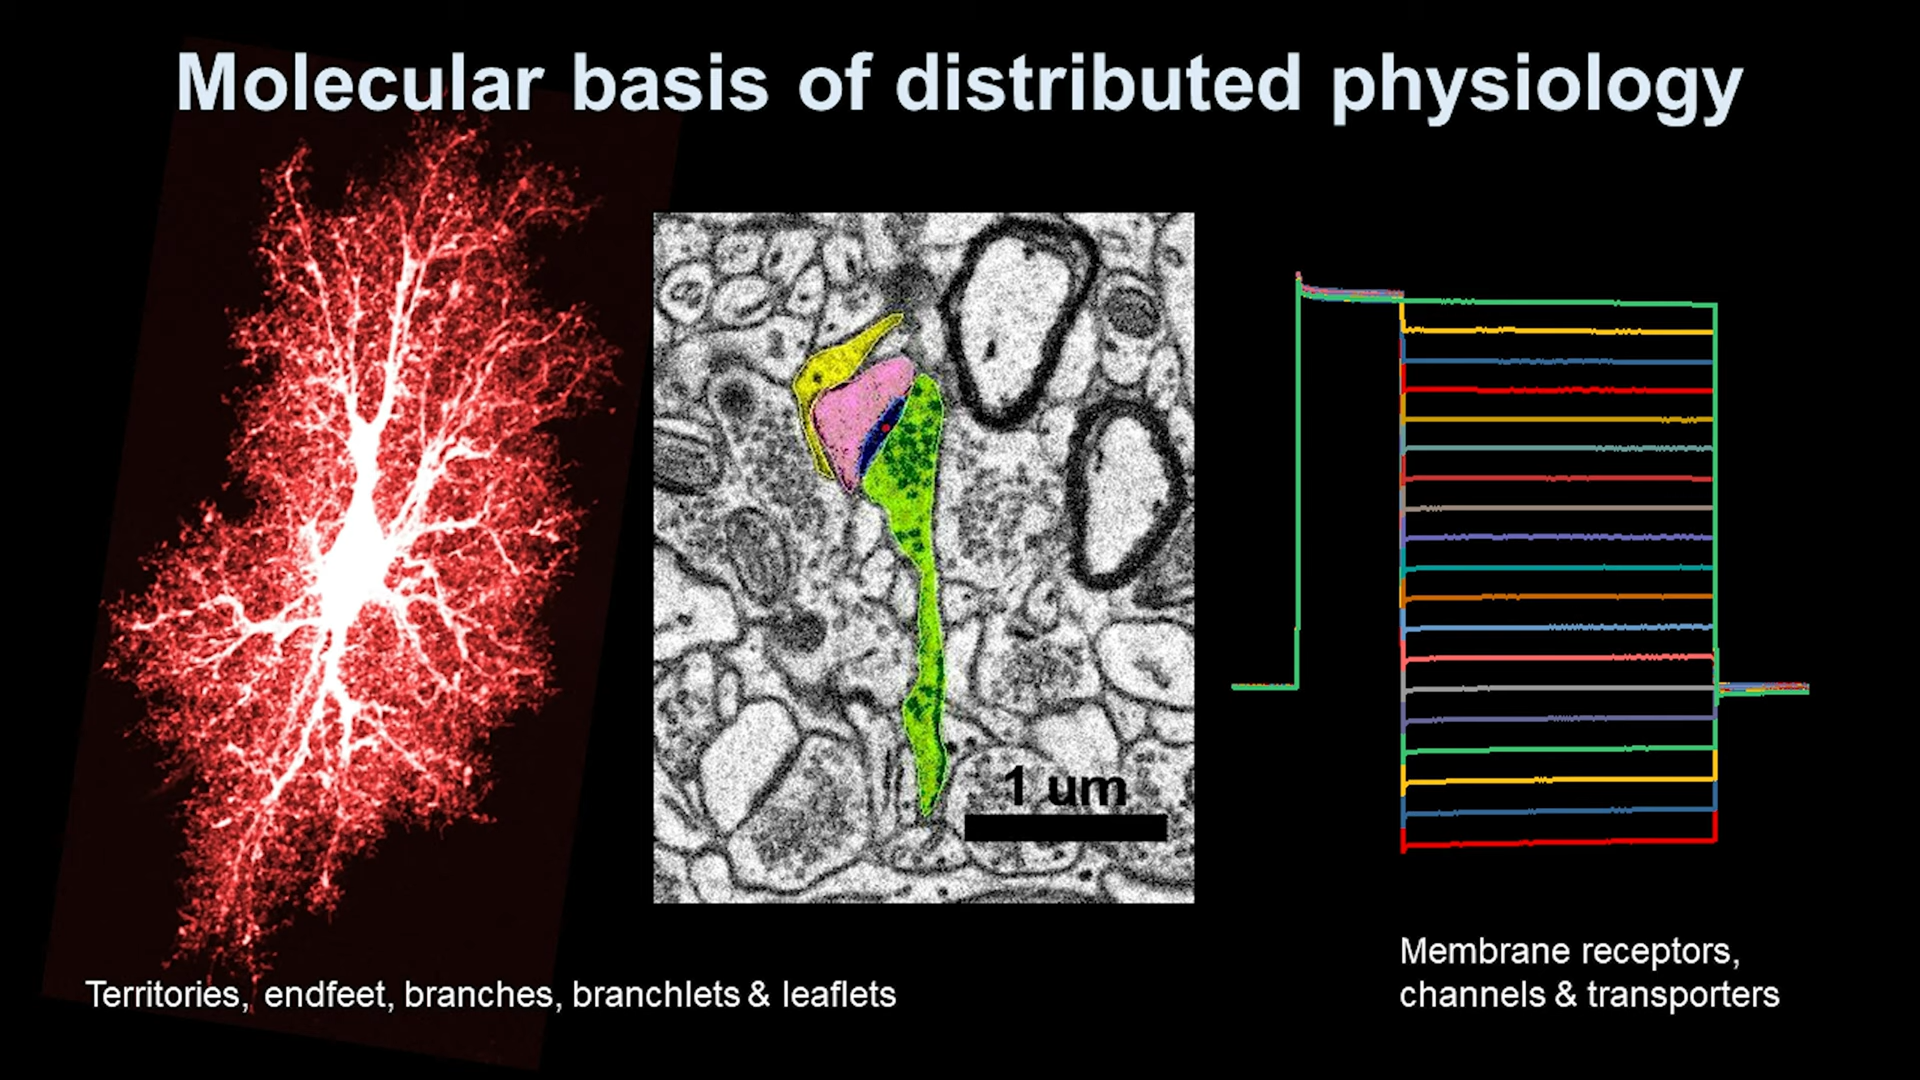 Molecular basis of distributed physiology
1 um
Territories, endfeet, branches, branchlets & leaflets
Membrane receptors,
channels & transporters